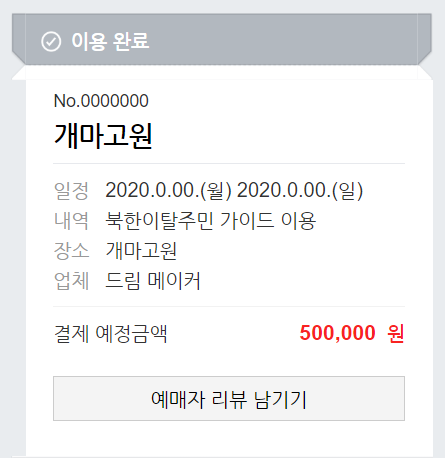 이용 완료
No.0000000
개마고원
일정 2020.0.00.(월) 2020.0.00.(일)
내역 북한이탈주민 가이드 이용
장소 개마고원
업체 드림 메이커
결제 예정금액 500,000 원
예매자 리뷰 남기기